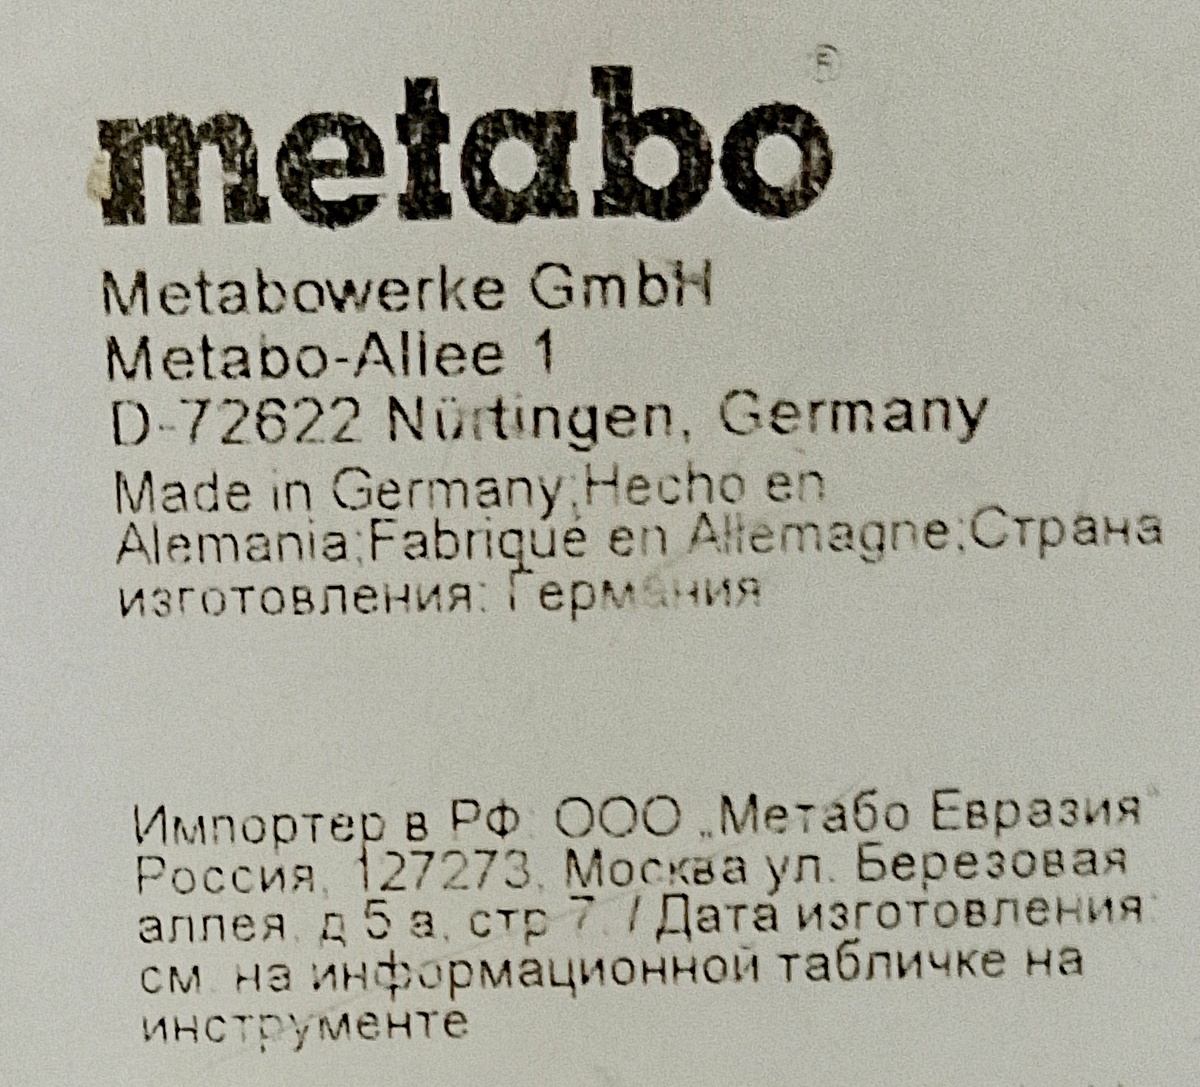 metabo®
Metabowerke GmbH
Metabo-Allee 1
D-72622 Nürtingen, Germany
Made in Germany;Hecho en
Alemania;Fabriqué en Allemagne;Страна
изготовления: Германия
Импортер в РФ: ООО „Метабо Евразия“
Россия, 127273, Москва ул. Березовая
аллея, д 5 а, стр 7. / Дата изготовления:
см. на информационной табличке на
инструменте